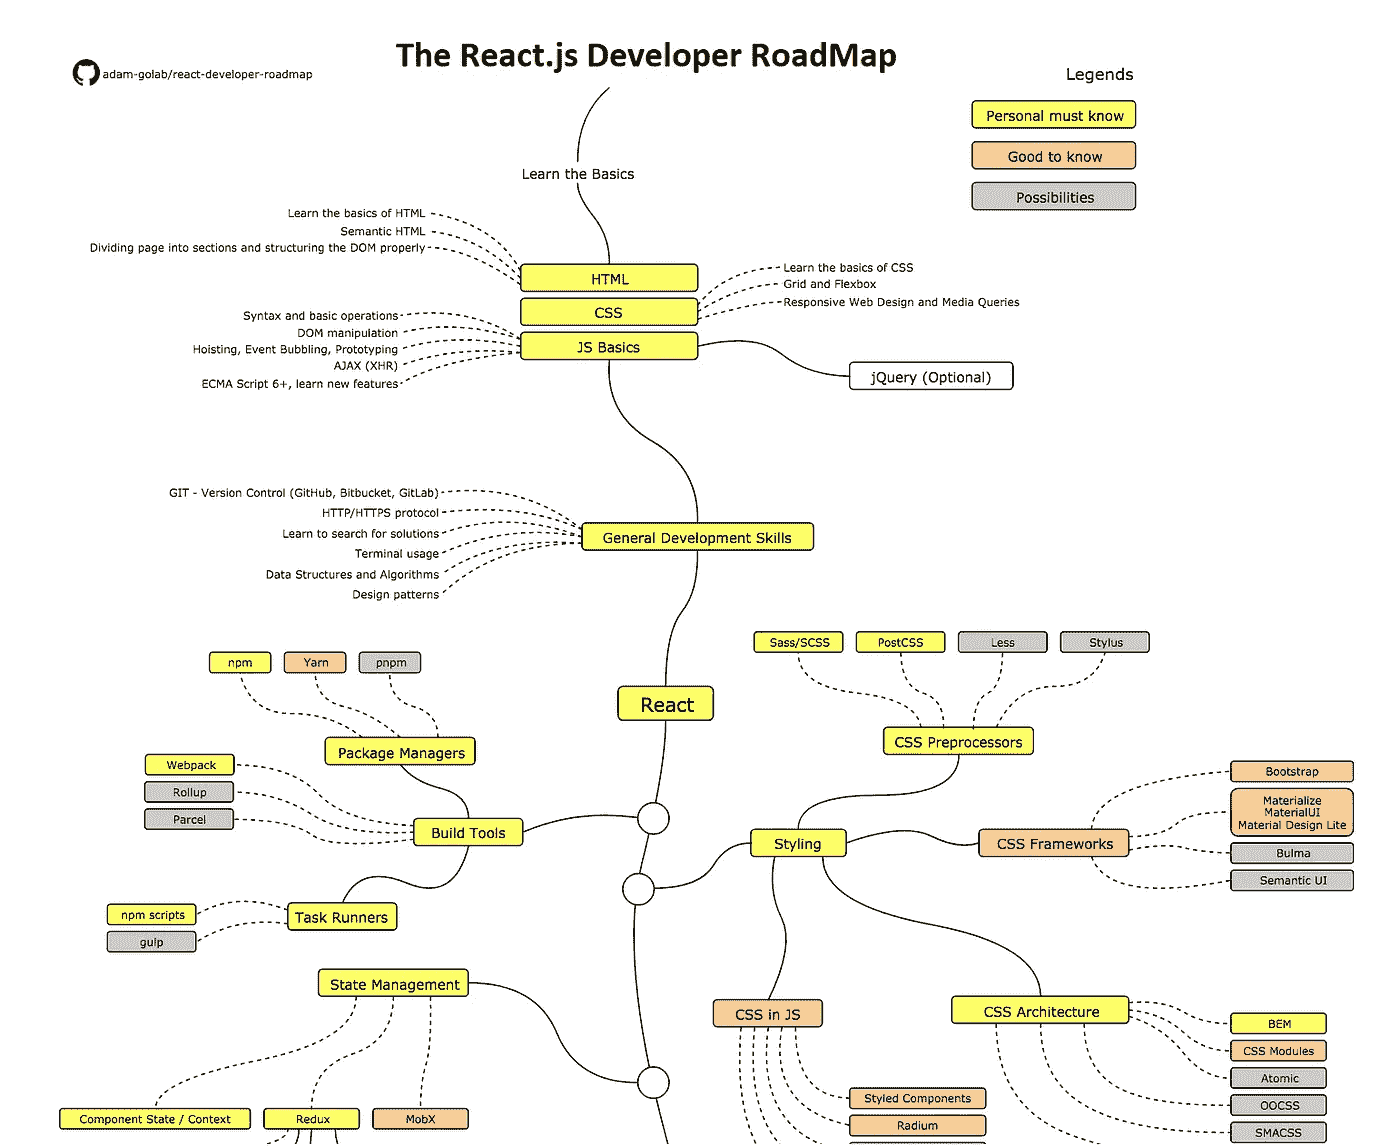 The React.js Developer RoadMap
adam-golab/react-developer-roadmap
Legends
Personal must know
Good to know
Possibilities
Learn the Basics
Learn the basics of HTML
Semantic HTML
Dividing page into sections and structuring the DOM properly
HTML
Learn the basics of CSS
Grid and Flexbox
Responsive Web Design and Media Queries
CSS
Syntax and basic operations
DOM manipulation
Hoisting, Event Bubbling, Prototyping
AJAX (XHR)
ECMA Script 6+, learn new features
JS Basics
jQuery (Optional)
GIT - Version Control (GitHub, Bitbucket, GitLab)
HTTP/HTTPS protocol
Learn to search for solutions
Terminal usage
Data Structures and Algorithms
Design patterns
General Development Skills
React
npm
Yarn
pnpm
Package Managers
Webpack
Rollup
Parcel
Build Tools
npm scripts
gulp
Task Runners
Sass/SCSS
PostCSS
Less
Stylus
CSS Preprocessors
Styling
CSS Frameworks
Bootstrap
Materialize
MaterialUI
Material Design Lite
Bulma
Semantic UI
State Management
Component State / Context
Redux
MobX
CSS in JS
Styled Components
Radium
CSS Architecture
BEM
CSS Modules
Atomic
OOCSS
SMACSS